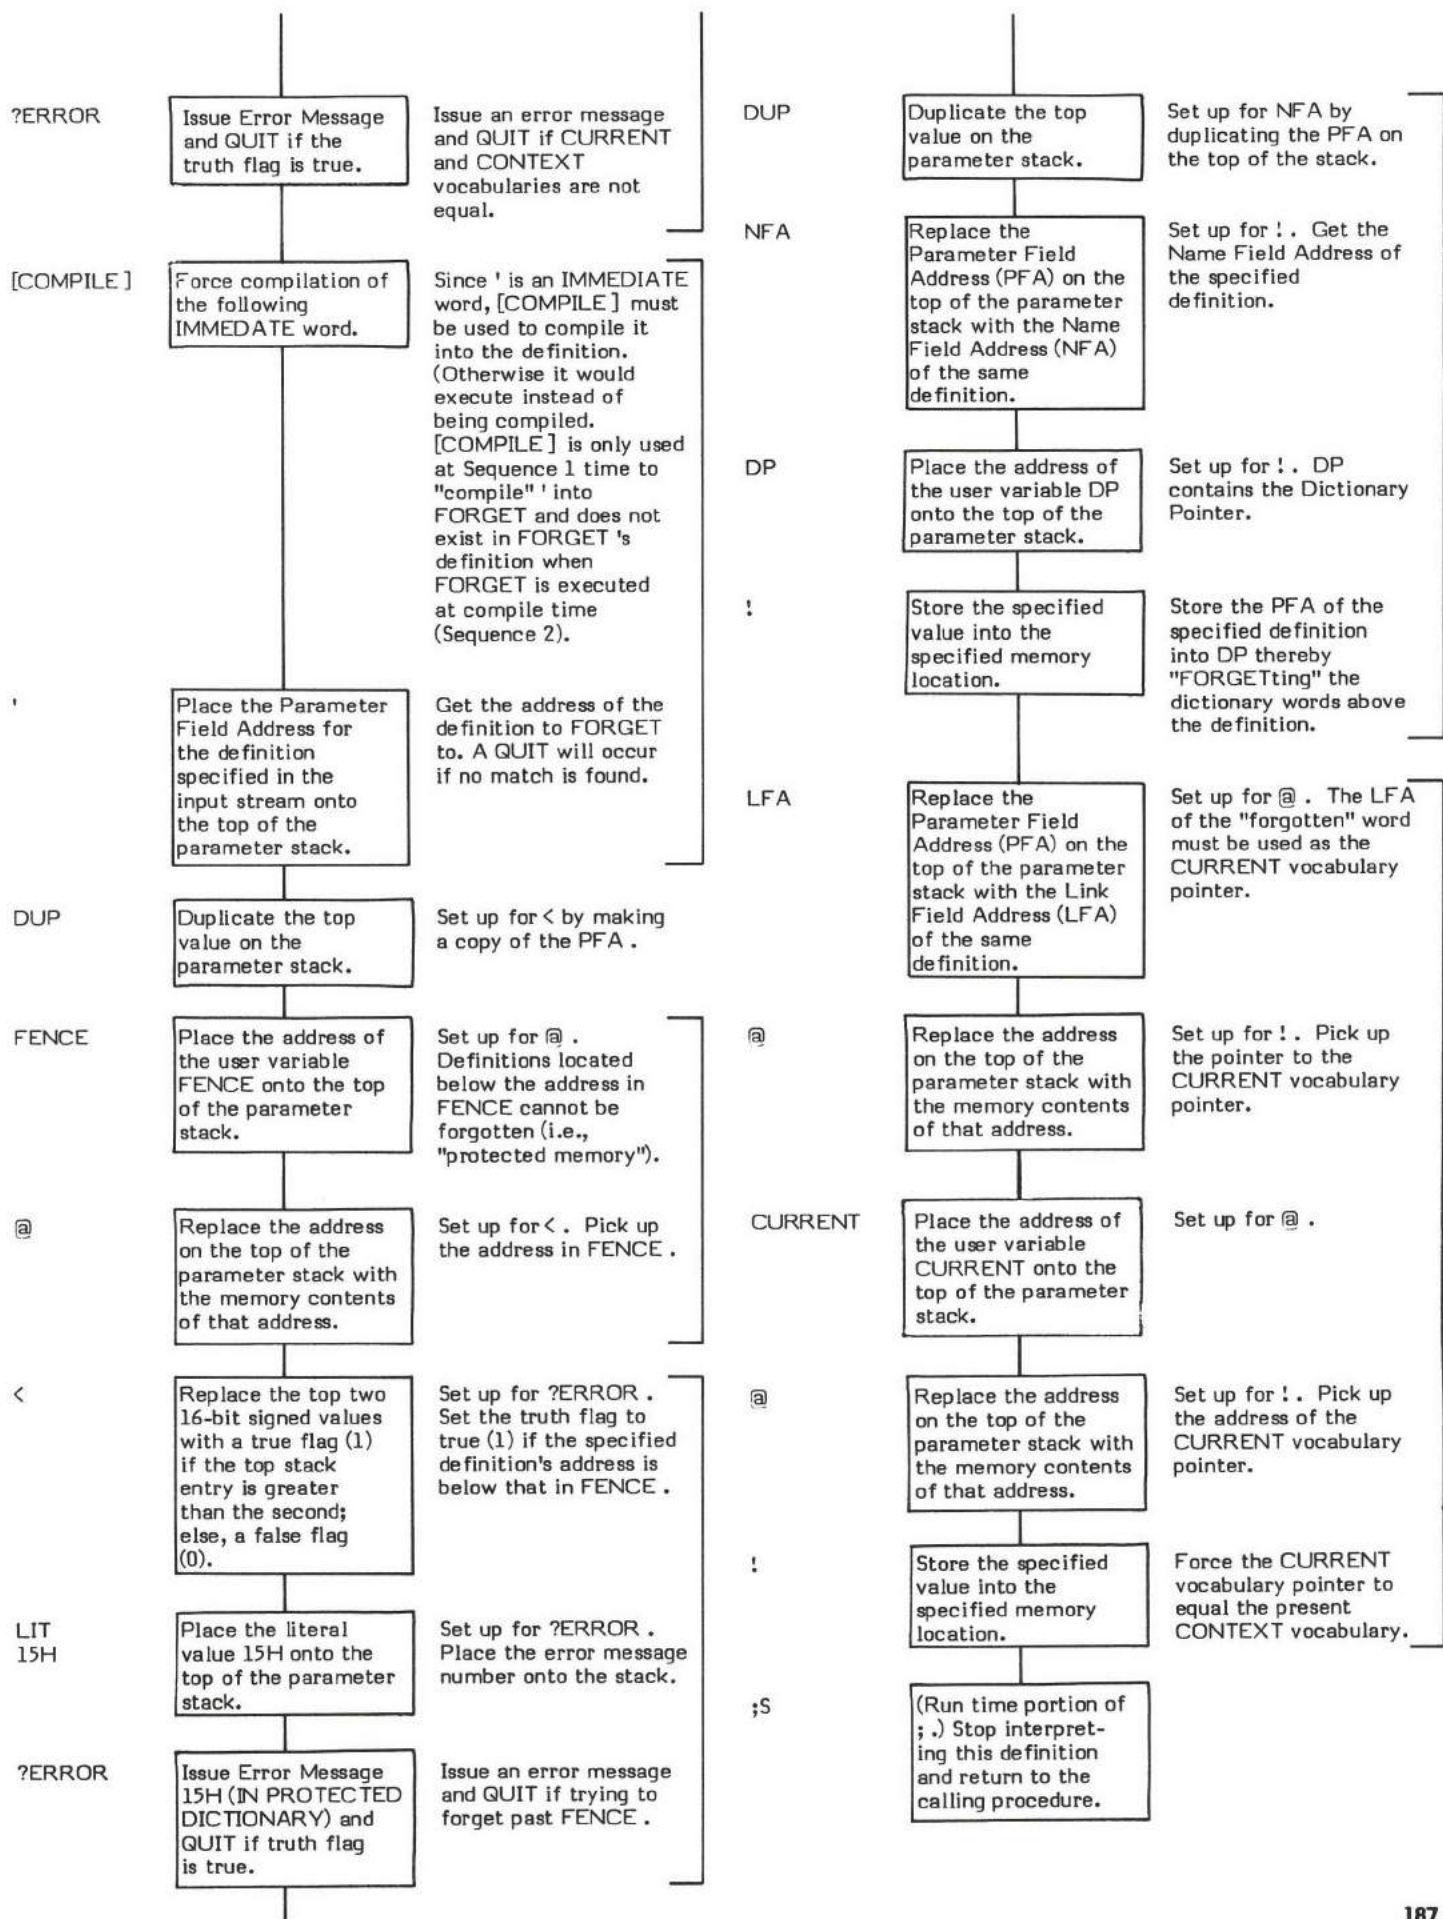 ?ERROR
Issue Error Message
and QUIT if the
truth flag is true.
Issue an error message
and QUIT if CURRENT
and CONTEXT
vocabularies are not
equal.
[COMPILE]
Force compilation of
the following
IMMEDATE word.
Since ' is an IMMEDIATE
word, [COMPILE] must
be used to compile it
into the definition.
(Otherwise it would
execute instead of
being compiled.
[COMPILE] is only used
at Sequence 1 time to
"compile" ' into
FORGET and does not
exist in FORGET 's
definition when
FORGET is executed
at compile time
(Sequence 2).
'
Place the Parameter
Field Address for
the definition
specified in the
input stream onto
the top of the
parameter stack.
Get the address of the
definition to FORGET
to. A QUIT will occur
if no match is found.
DUP
Duplicate the top
value on the
parameter stack.
Set up for < by making
a copy of the PFA .
FENCE
Place the address of
the user variable
FENCE onto the top
of the parameter
stack.
Set up for @ .
Definitions located
below the address in
FENCE cannot be
forgotten (i.e.,
"protected memory").
@
Replace the address
on the top of the
parameter stack with
the memory contents
of that address.
Set up for < . Pick up
the address in FENCE .
<
Replace the top two
16-bit signed values
with a true flag (1)
if the top stack
entry is greater
than the second;
else, a false flag
(0).
Set up for ?ERROR .
Set the truth flag to
true (1) if the specified
definition's address is
below that in FENCE .
LIT
15H
Place the literal
value 15H onto the
top of the parameter
stack.
Set up for ?ERROR .
Place the error message
number onto the stack.
?ERROR
Issue Error Message
15H (IN PROTECTED
DICTIONARY) and
QUIT if truth flag
is true.
Issue an error message
and QUIT if trying to
forget past FENCE .
DUP
Duplicate the top
value on the
parameter stack.
Set up for NFA by
duplicating the PFA on
the top of the stack.
NFA
Replace the
Parameter Field
Address (PFA) on the
top of the parameter
stack with the Name
Field Address (NFA)
of the same
definition.
Set up for ! . Get the
Name Field Address of
the specified
definition.
DP
Place the address of
the user variable DP
onto the top of the
parameter stack.
Set up for ! . DP
contains the Dictionary
Pointer.
!
Store the specified
value into the
specified memory
location.
Store the PFA of the
specified definition
into DP thereby
"FORGETting" the
dictionary words above
the definition.
LFA
Replace the
Parameter Field
Address (PFA) on the
top of the parameter
stack with the Link
Field Address (LFA)
of the same
definition.
Set up for @ . The LFA
of the "forgotten" word
must be used as the
CURRENT vocabulary
pointer.
@
Replace the address
on the top of the
parameter stack with
the memory contents
of that address.
Set up for ! . Pick up
the pointer to the
CURRENT vocabulary
pointer.
CURRENT
Place the address of
the user variable
CURRENT onto the
top of the parameter
stack.
Set up for @ .
@
Replace the address
on the top of the
parameter stack with
the memory contents
of that address.
Set up for ! . Pick up
the address of the
CURRENT vocabulary
pointer.
!
Store the specified
value into the
specified memory
location.
Force the CURRENT
vocabulary pointer to
equal the present
CONTEXT vocabulary.
;S
(Run time portion of
; .) Stop interpret-
ing this definition
and return to the
calling procedure.
187